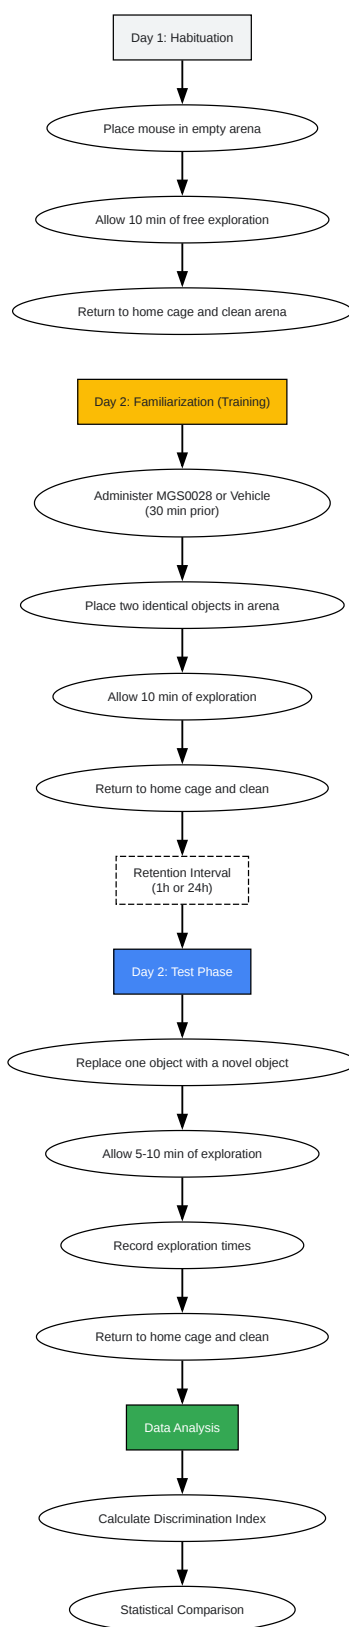 Day 1: Habituation
Place mouse in empty arena
Allow 10 min of free exploration
Return to home cage and clean arena
Day 2: Familiarization (Training)
Administer MGS0028 or Vehicle
(30 min prior)
Place two identical objects in arena
Allow 10 min of exploration
Return to home cage and clean
Retention Interval
(1h or 24h)
Day 2: Test Phase
Replace one object with a novel object
Allow 5-10 min of exploration
Record exploration times
Return to home cage and clean
Data Analysis
Calculate Discrimination Index
Statistical Comparison